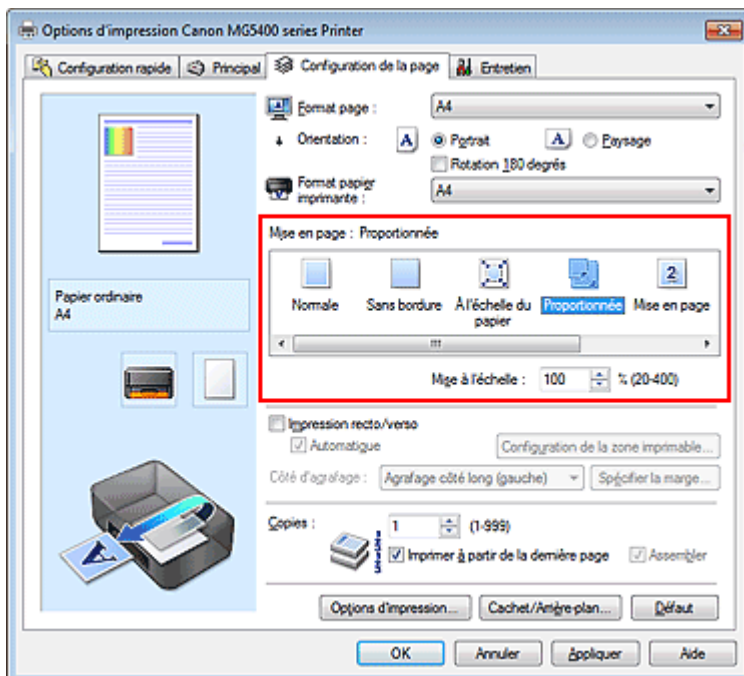 Options d'impression Canon MG5400 series Printer
Configuration rapide Principal Configuration de la page Entretien
Format page : A4
Orientation : A Portrait A Paysage
Rotation 180 degrés
Format papier
imprimante : A4
Mise en page : Proportionnée
2
Normale Sans bordure À l'échelle du
papier Proportionnée Mise en page
Papier ordinaire
A4
Mise à l'échelle : 100 % (20-400)
Impression recto/verso
Automatique Configuration de la zone imprimable...
Côté d'agrafage : Agrafage côté long (gauche) Spécifier la marge...
Copies : 1 (1-999)
Imprimer à partir de la dernière page Assembler
Options d'impression... Cachet/Arrière-plan... Défaut
OK Annuler Appliquer Aide